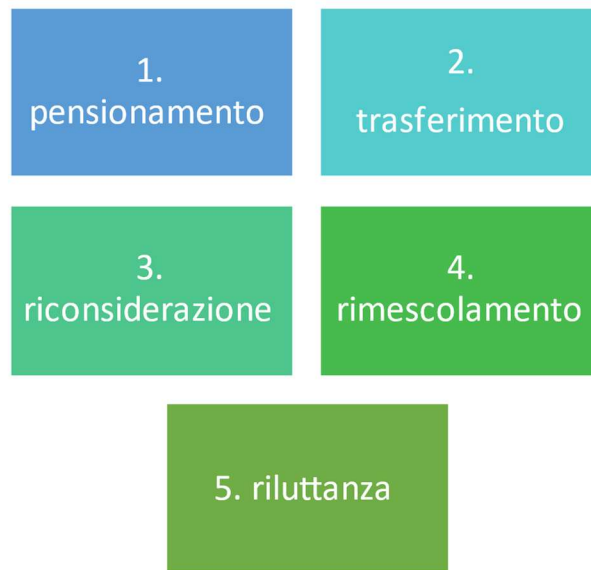 1.
pensionamento
2.
trasferimento
3.
riconsiderazione
4.
rimescolamento
5. riluttanza